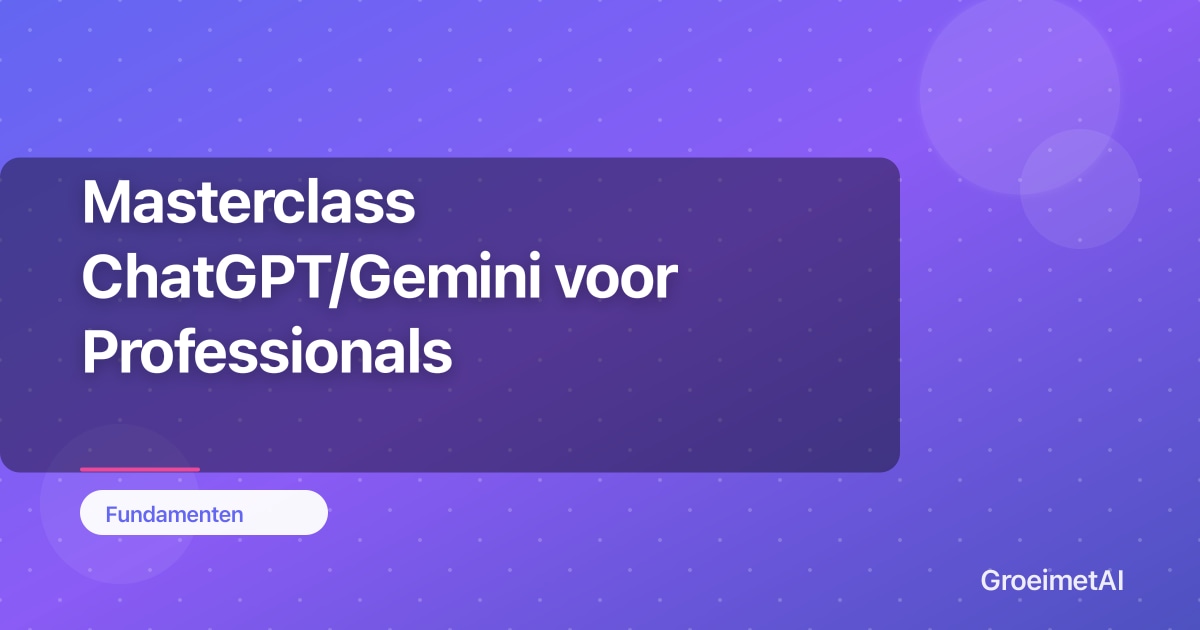 Masterclass
ChatGPT/Gemini voor
Professionals
Fundamenten
GroeimetAI